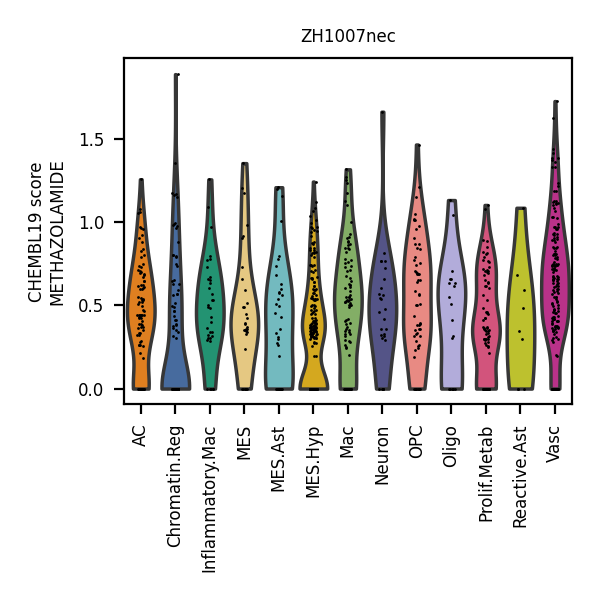 ZH1007nec
CHEMBL19 score
METHAZOLAMIDE
1.5
1.0
0.5
0.0
AC
Chromatin.Reg
Inflammatory.Mac
MES
MES.Ast
MES.Hyp
Mac
Neuron
OPC
Oligo
Prolif.Metab
Reactive.Ast
Vasc